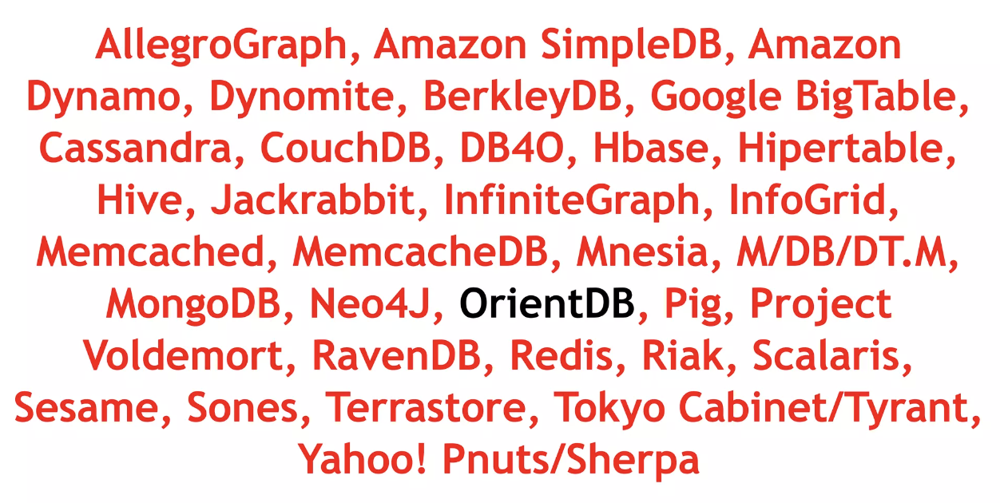 AllegroGraph, Amazon SimpleDB, Amazon
Dynamo, Dynomite, BerkleyDB, Google BigTable,
Cassandra, CouchDB, DB4O, Hbase, Hipertable,
Hive, Jackrabbit, InfiniteGraph, InfoGrid,
Memcached, MemcacheDB, Mnesia, M/DB/DT.M,
MongoDB, Neo4J, OrientDB, Pig, Project
Voldemort, RavenDB, Redis, Riak, Scalaris,
Sesame, Sones, Terrastore, Tokyo Cabinet/Tyrant,
Yahoo! Pnuts/Sherpa